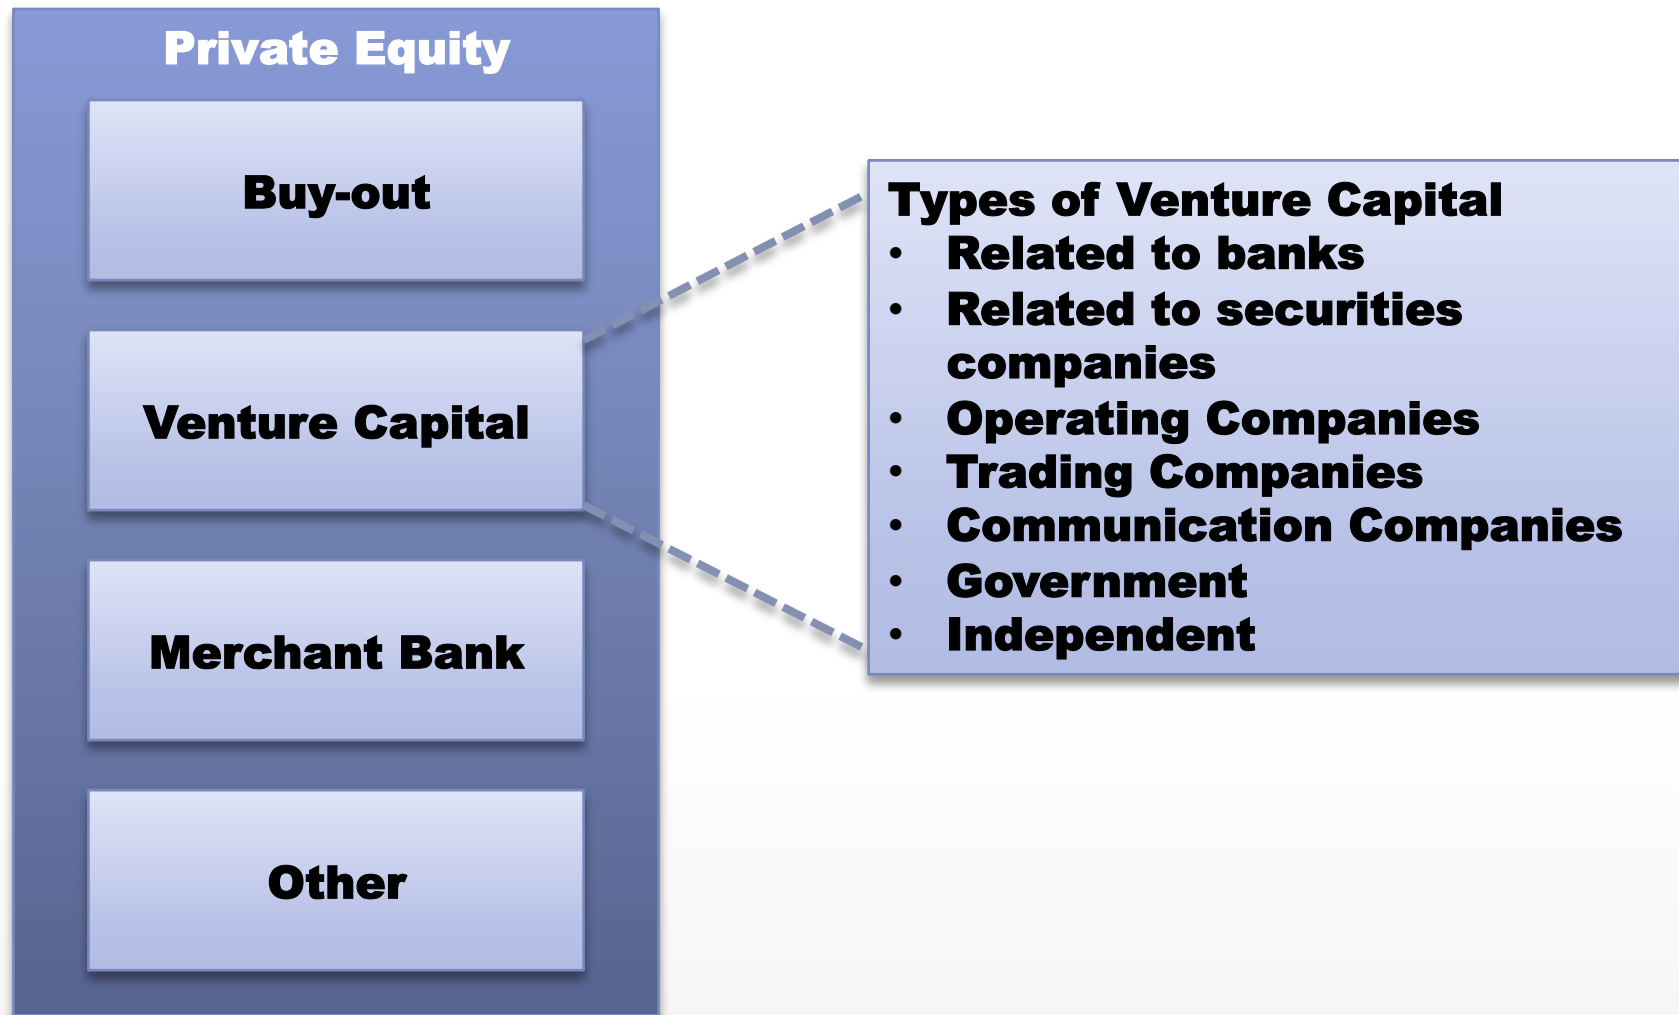 Private Equity
Buy-out
Venture Capital
Merchant Bank
Other
Types of Venture Capital
• Related to banks
• Related to securities
companies
• Operating Companies
• Trading Companies
• Communication Companies
• Government
• Independent